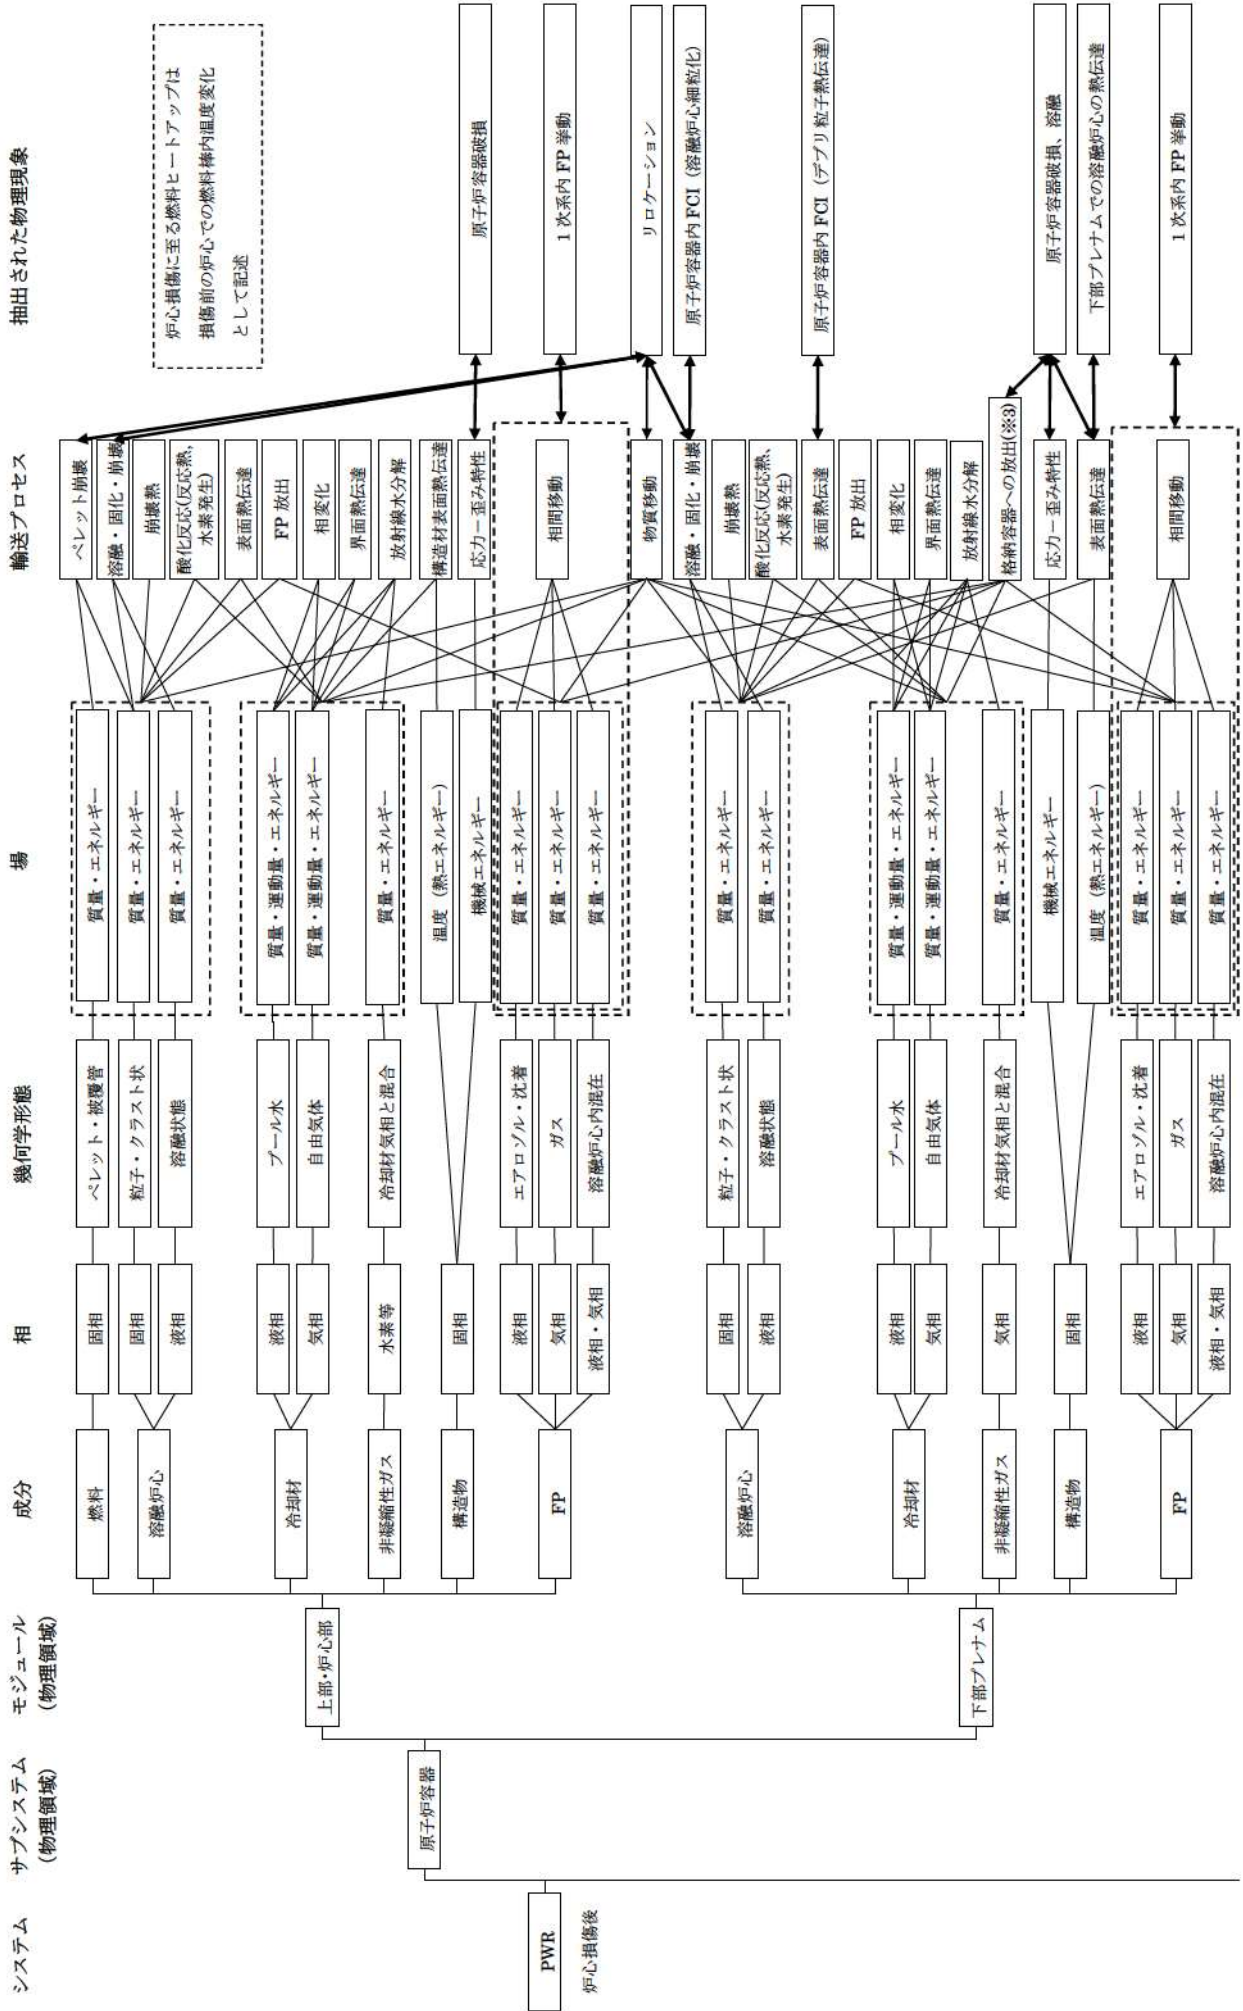 システム
サブシステム
(物理領域)
モジュール
(物理領域)
成分
相
幾何学形態
場
輸送プロセス
抽出された物理現象
PWR
炉心損傷後
原子炉容器
上部・炉心部
下部プレナム
燃料
溶融炉心
冷却材
非凝縮性ガス
構造物
FP
溶融炉心
冷却材
非凝縮性ガス
構造物
FP
固相
固相
液相
液相
気相
水素等
固相
液相
気相
液相・気相
固相
液相
液相
気相
気相
固相
液相
気相
液相・気相
ペレット・被覆管
粒子・クラスト状
溶融状態
プール水
自由気体
冷却材気相と混合
エアロゾル・沈着
ガス
溶融炉心内混在
粒子・クラスト状
溶融状態
プール水
自由気体
冷却材気相と混合
エアロゾル・沈着
ガス
溶融炉心内混在
質量・エネルギー
質量・エネルギー
質量・エネルギー
質量・運動量・エネルギー
質量・運動量・エネルギー
質量・エネルギー
温度（熱エネルギー）
機械エネルギー
質量・エネルギー
質量・エネルギー
質量・エネルギー
質量・エネルギー
質量・エネルギー
質量・運動量・エネルギー
質量・運動量・エネルギー
質量・エネルギー
機械エネルギー
温度（熱エネルギー）
質量・エネルギー
質量・エネルギー
質量・エネルギー
ペレット崩壊
溶融・固化・崩壊
崩壊熱
酸化反応(反応熱,
水素発生)
表面熱伝達
FP 放出
相変化
界面熱伝達
放射線水分解
構造材表面熱伝達
応力－歪み特性
相間移動
物質移動
溶融・固化・崩壊
崩壊熱
酸化反応(反応熱、
水素発生)
表面熱伝達
FP 放出
相変化
界面熱伝達
放射線水分解
格納容器への放出(※3)
応力－歪み特性
表面熱伝達
相間移動
炉心損傷に至る燃料ヒートアップは
損傷前の炉心での燃料棒内温度変化
として記述
原子炉容器破損
1 次系内 FP 挙動
リロケーション
原子炉容器内 FCI（溶融炉心細粒化）
原子炉容器内 FCI（デブリ粒子熱伝達）
原子炉容器破損、溶融
下部プレナムでの溶融炉心の熱伝達
1 次系内 FP 挙動